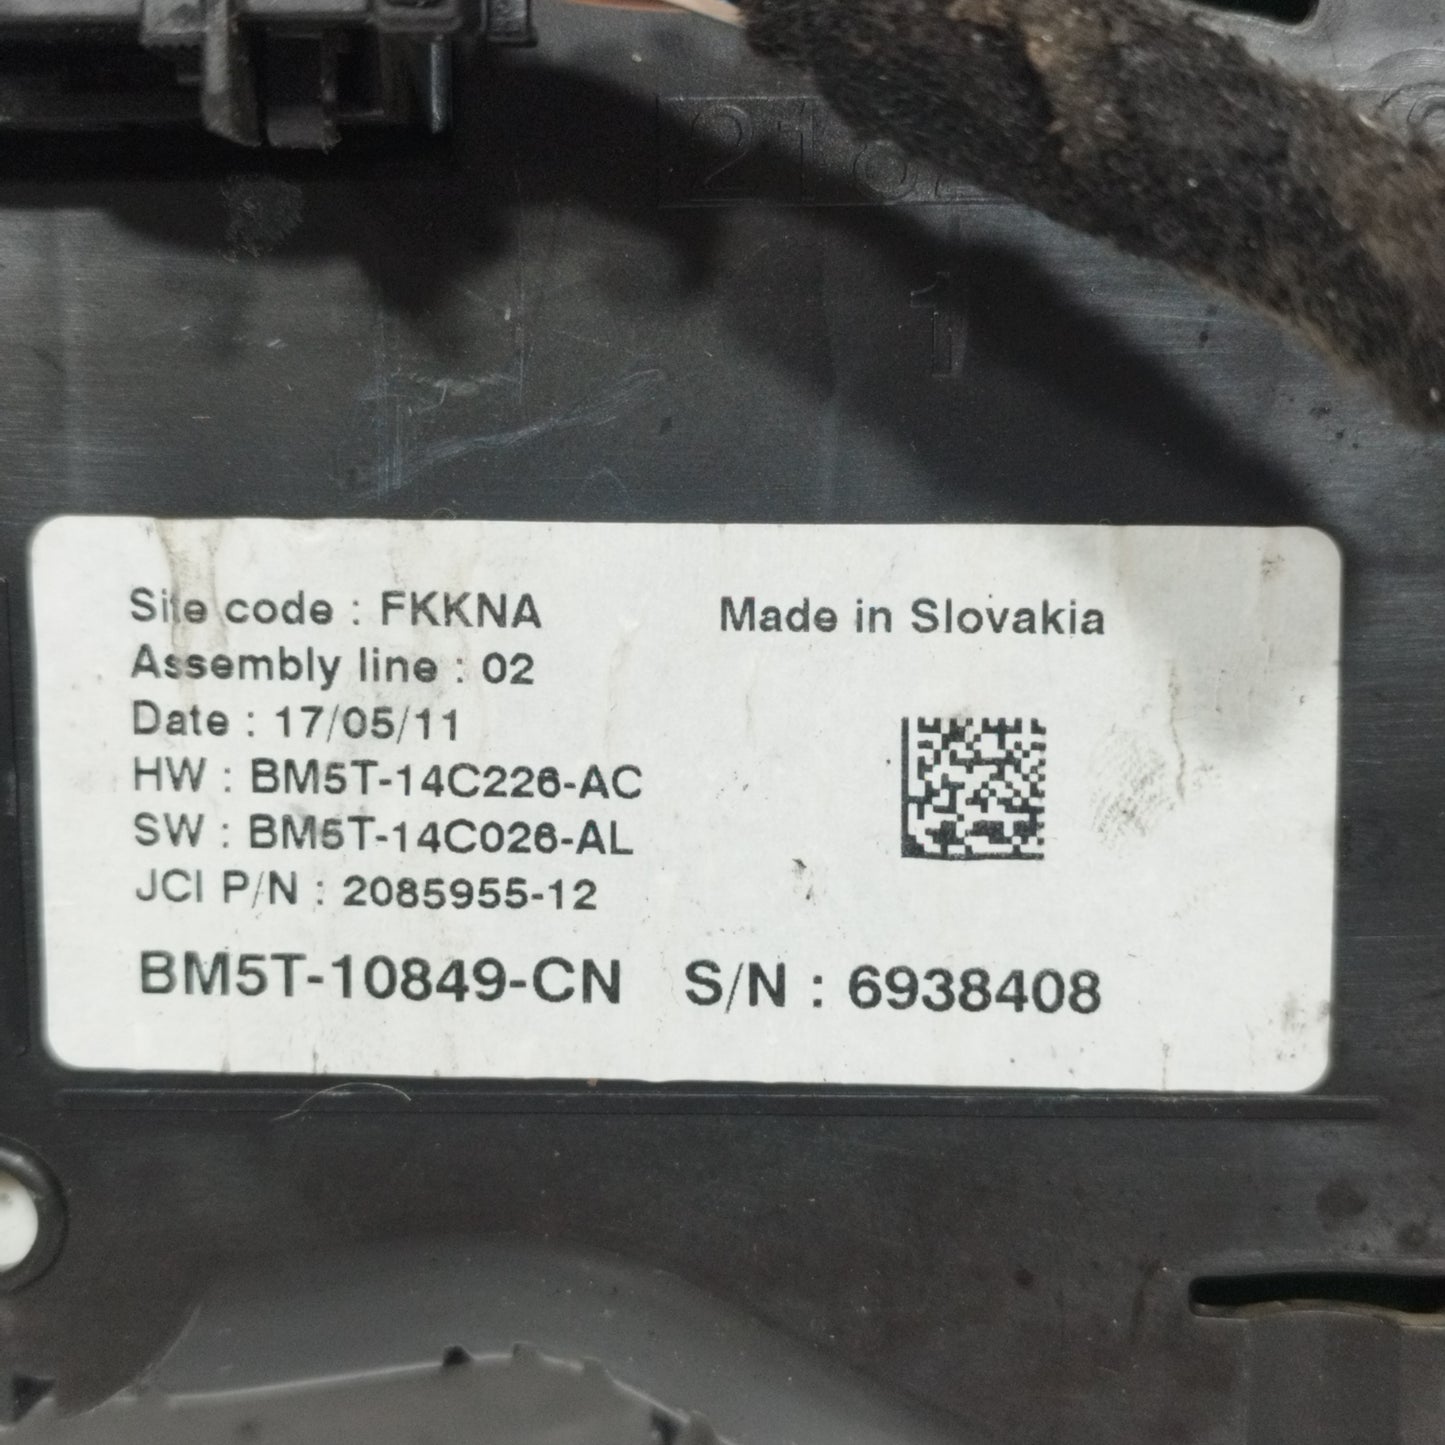 Site code : FKKNA
Made in Slovakia
Assembly line : 02
Date : 17/05/11
HW : BM5T-14C226-AC
SW : BM5T-14C026-AL
JCI P/N : 2085955-12
BM5T-10849-CN S/N : 6938408